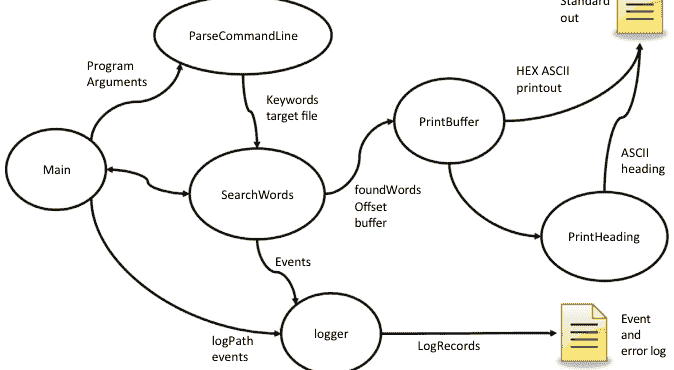 Standard
out
ParseCommandLine
Program
Arguments
HEX ASCII
printout
Keywords
target file
PrintBuffer
ASCII
heading
Main
SearchWords
foundWords
Offset
buffer
PrintHeading
Events
logPath
events
logger
LogRecords
Event
and
error log